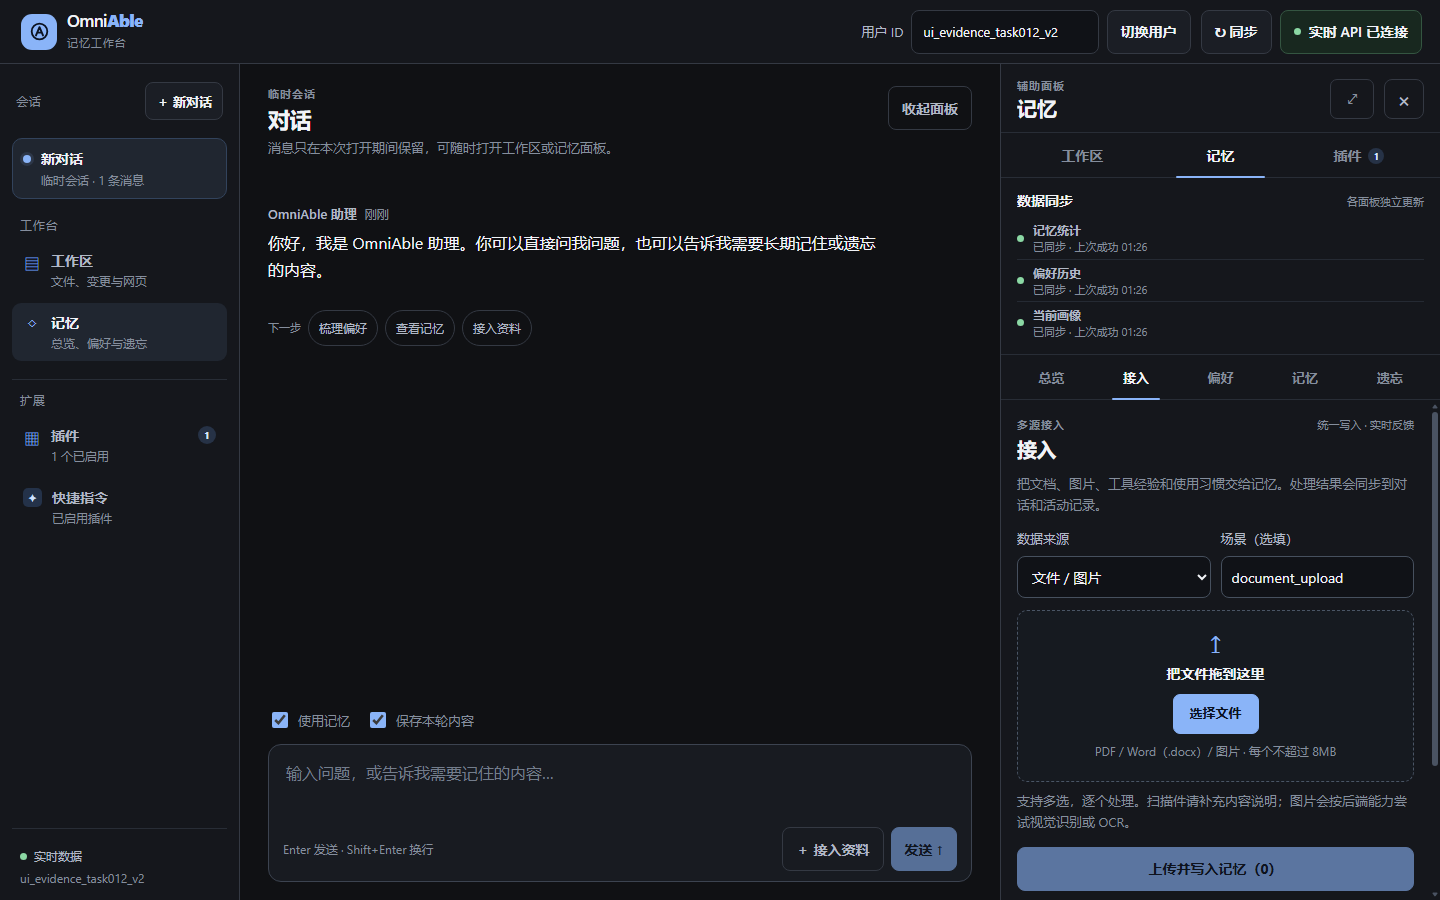 OmniAble
记忆工作台
用户 ID
ui_evidence_task012_v2
切换用户
↻ 同步
实时 API 已连接
会话
+ 新对话
新对话
临时会话 · 1 条消息
工作台
工作区
文件、变更与网页
记忆
总览、偏好与遗忘
扩展
插件
1
1 个已启用
快捷指令
已启用插件
实时数据
ui_evidence_task012_v2
临时会话
对话
消息只在本次打开期间保留，可随时打开工作区或记忆面板。
收起面板
OmniAble 助理 刚刚
你好，我是 OmniAble 助理。你可以直接问我问题，也可以告诉我需要长期记住或遗忘
的内容。
下一步
梳理偏好
查看记忆
接入资料
使用记忆
保存本轮内容
输入问题，或告诉我需要记住的内容...
Enter 发送 · Shift+Enter 换行
+ 接入资料
发送 ↑
辅助面板
记忆
工作区
记忆
插件 1
数据同步
各面板独立更新
记忆统计
已同步 · 上次成功 01:26
偏好历史
已同步 · 上次成功 01:26
当前画像
已同步 · 上次成功 01:26
总览
接入
偏好
记忆
遗忘
多源接入
统一写入 · 实时反馈
接入
把文档、图片、工具经验和使用习惯交给记忆。处理结果会同步到对
话和活动记录。
数据来源
场景（选填）
文件 / 图片
document_upload
把文件拖到这里
选择文件
PDF / Word（.docx）/ 图片 · 每个不超过 8MB
支持多选，逐个处理。扫描件请补充内容说明；图片会按后端能力尝
试视觉识别或 OCR。
上传并写入记忆（0）